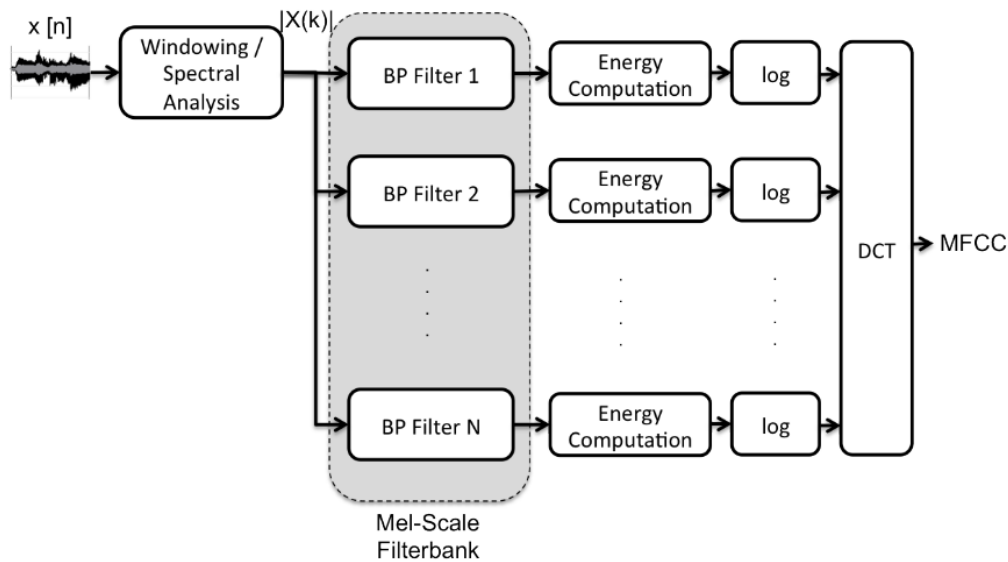 x [n]
|X(k)|
Windowing /
Spectral
Analysis
BP Filter 1
Energy
Computation
log
BP Filter 2
Energy
Computation
log
DCT
MFCC
BP Filter N
Energy
Computation
log
Mel-Scale
Filterbank